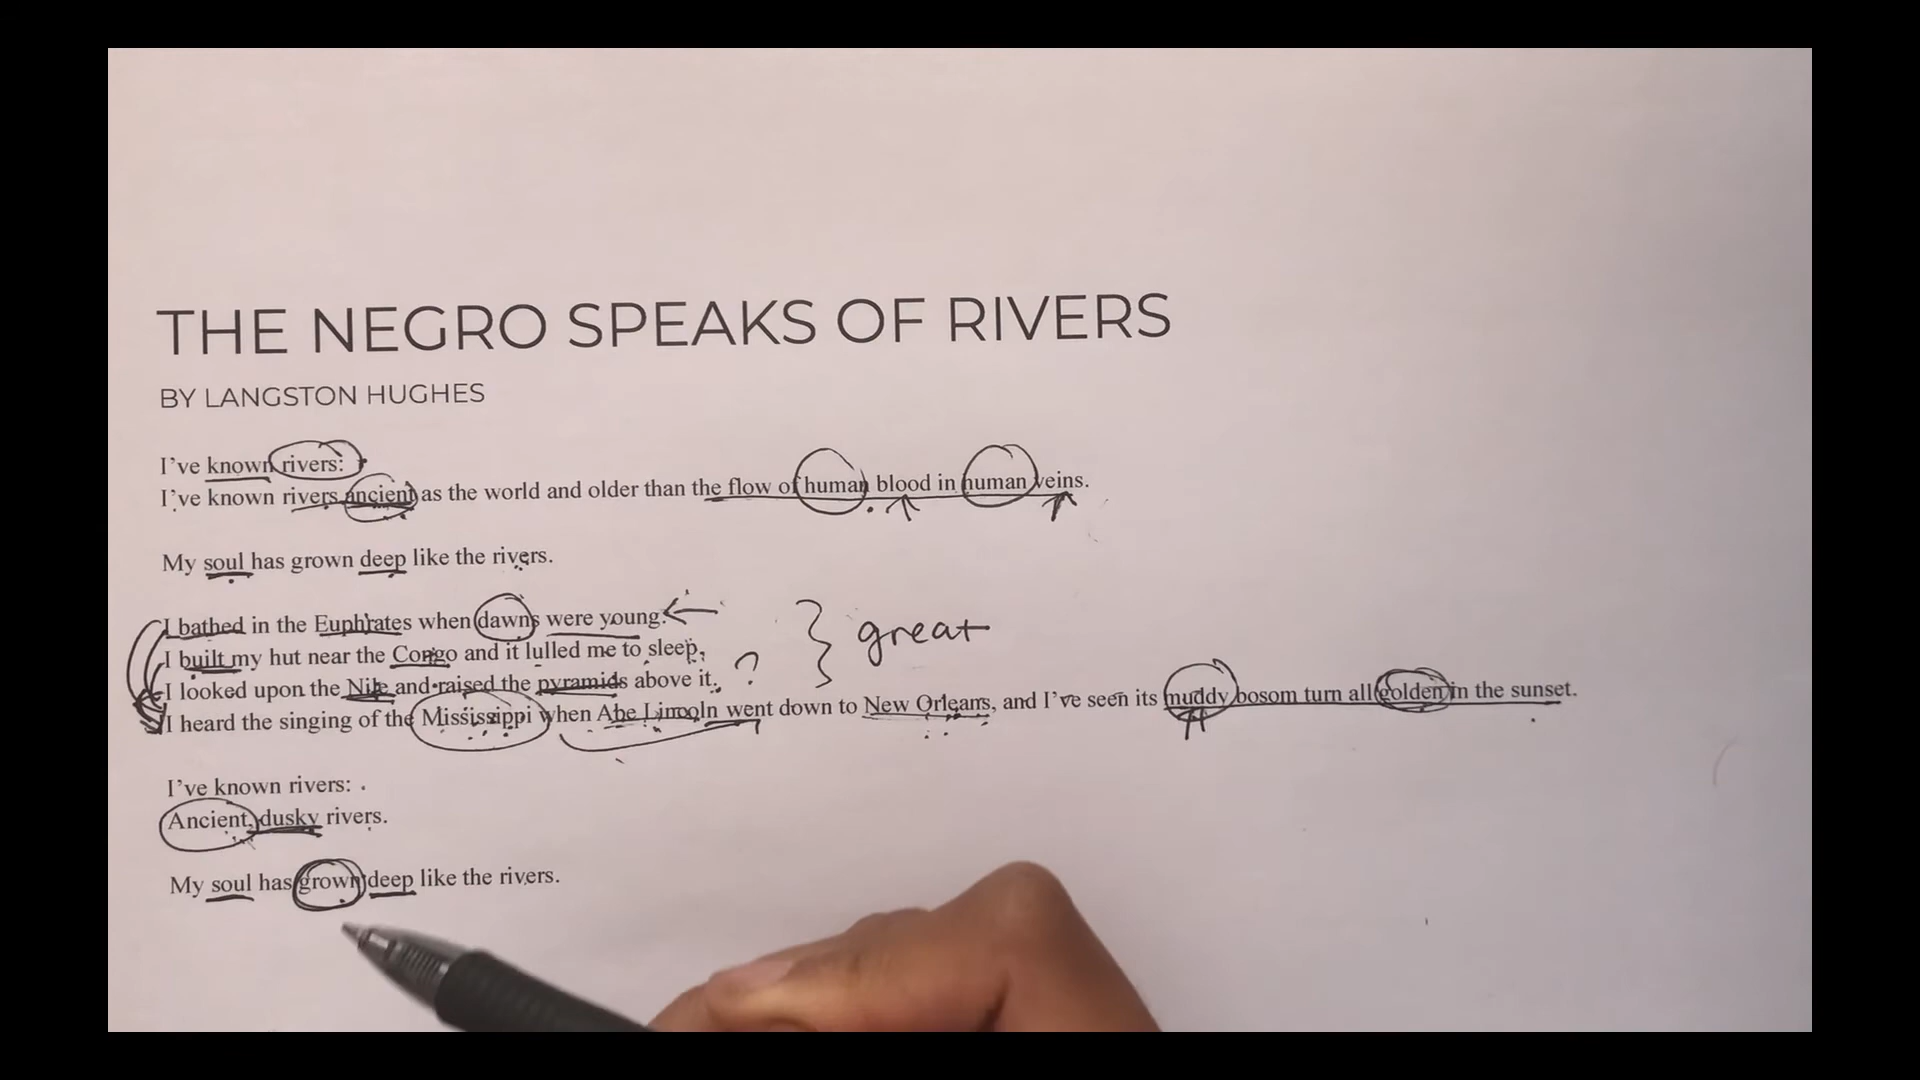 THE NEGRO SPEAKS OF RIVERS
BY LANGSTON HUGHES
I've known rivers:
I've known rivers ancient as the world and older than the flow of human blood in human veins.
My soul has grown deep like the rivers.
I bathed in the Euphrates when dawns were young.
I built my hut near the Congo and it lulled me to sleep.
I looked upon the Nile and raised the pyramids above it. ?
} great
I heard the singing of the Mississippi when Abe Lincoln went down to New Orleans, and I've seen its muddy bosom turn all golden in the sunset.
I've known rivers:
Ancient, dusky rivers.
My soul has grown deep like the rivers.